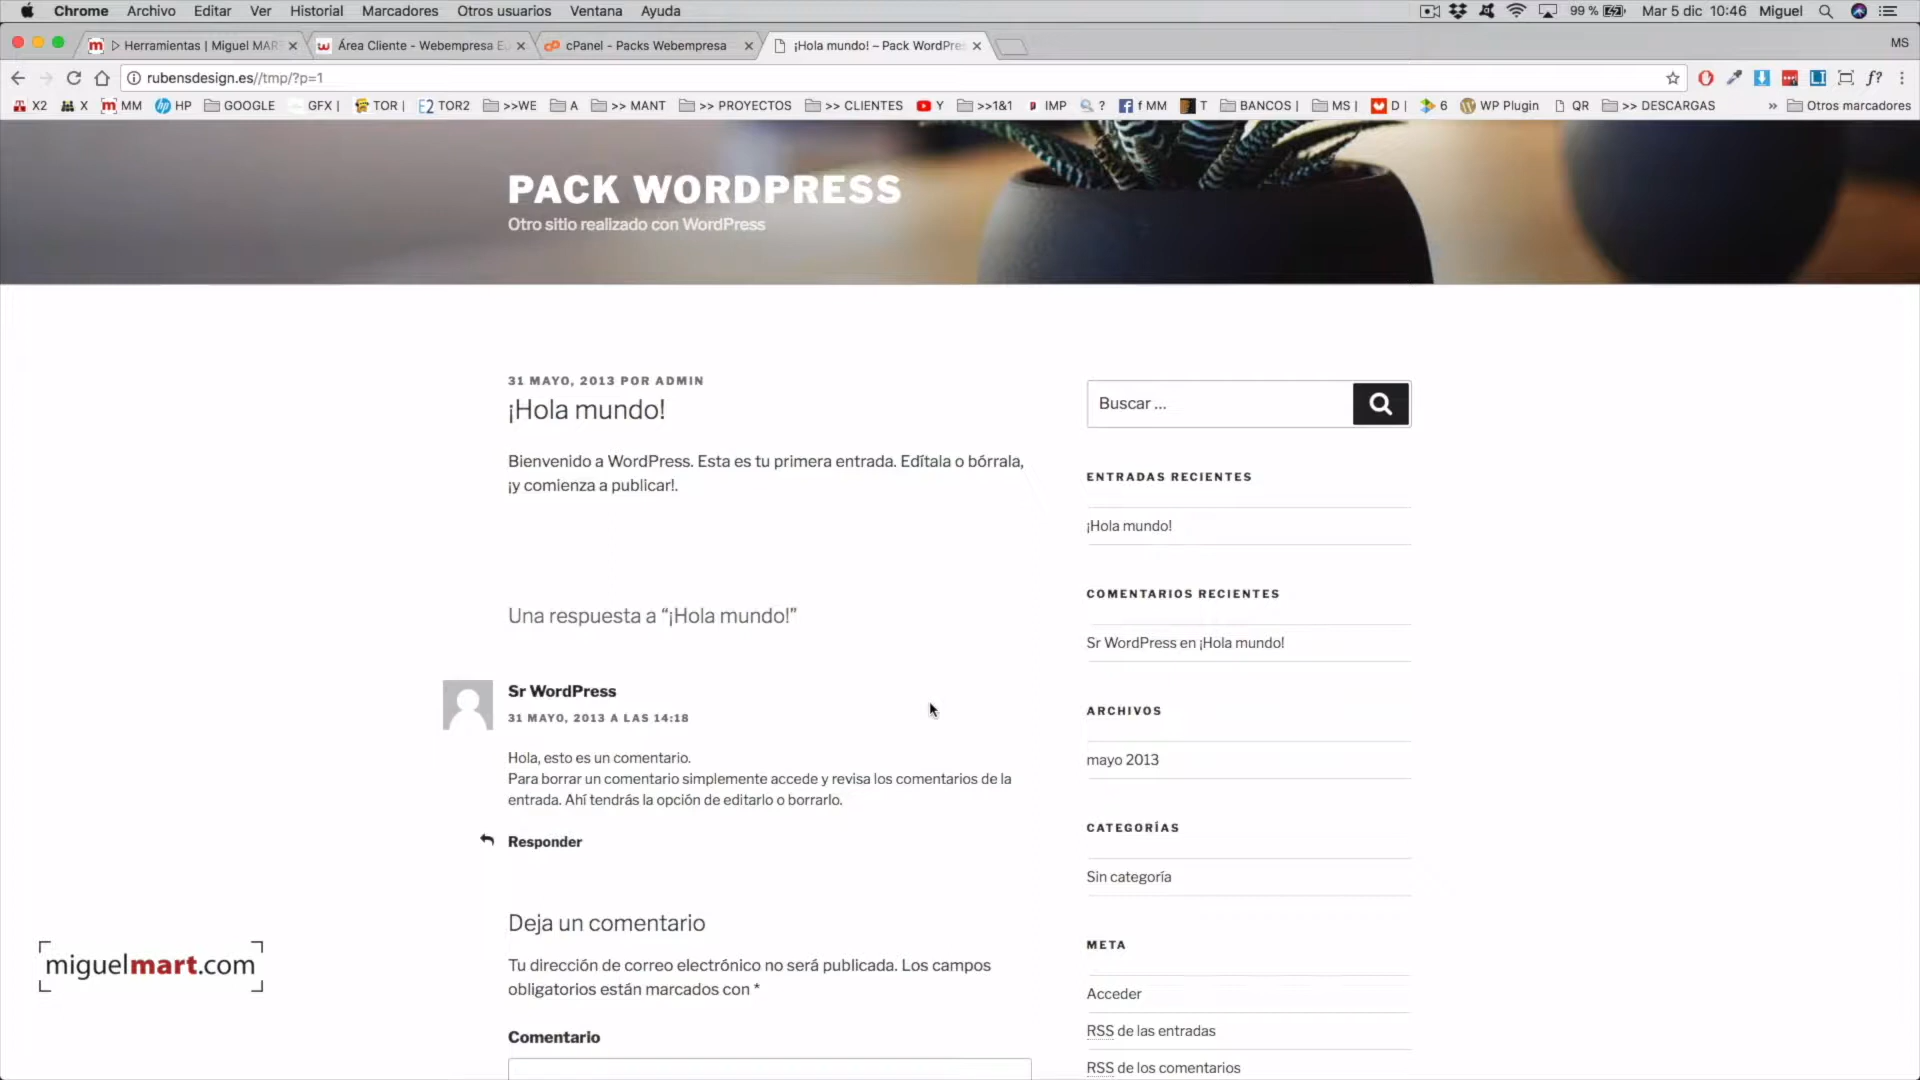 Chrome Archivo Editar Ver Historial Marcadores Otros usuarios Ventana Ayuda 99 % Mar 5 dic 10:46 Miguel
Herramientas | Miguel MAR Área Cliente - Webempresa E cPanel - Packs Webempresa ¡Hola mundo! – Pack WordPre MS
rubensdesign.es//tmp/?p=1 f?
X2 X MM HP GOOGLE GFX | TOR | TOR2 >>WE A >> MANT >> PROYECTOS >> CLIENTES Y >>1&1 IMP ? f MM T BANCOS | MS | D | 6 WP Plugin QR >> DESCARGAS » Otros marcadores
PACK WORDPRESS
Otro sitio realizado con WordPress
31 MAYO, 2013 POR ADMIN
¡Hola mundo!
Bienvenido a WordPress. Esta es tu primera entrada. Edítala o bórrala,
¡y comienza a publicar!.
Una respuesta a “¡Hola mundo!”
Sr WordPress
31 MAYO, 2013 A LAS 14:18
Hola, esto es un comentario.
Para borrar un comentario simplemente accede y revisa los comentarios de la
entrada. Ahí tendrás la opción de editarlo o borrarlo.
Responder
Deja un comentario
Tu dirección de correo electrónico no será publicada. Los campos
obligatorios están marcados con *
Comentario
Buscar ...
ENTRADAS RECIENTES
¡Hola mundo!
COMENTARIOS RECIENTES
Sr WordPress en ¡Hola mundo!
ARCHIVOS
mayo 2013
CATEGORÍAS
Sin categoría
META
Acceder
RSS de las entradas
RSS de los comentarios
miguelmart.com